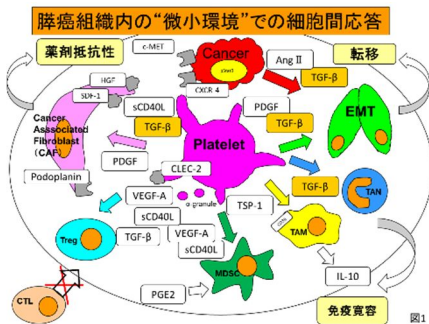 膵癌組織内の“微小環境”での細胞間応答
薬剤抵抗性
c-MET
Cancer
Ang Ⅱ
転移
TGF-β
HGF
SDF-1
CXCR-4
sCD40L
PDGF
Cancer
Asssociated
Fibroblast
(CAF)
TGF-β
TGF-β
EMT
Platelet
PDGF
CLEC-2
Podoplanin
α-granule
TGF-β
TAN
VEGF-A
TSP-1
sCD40L
Treg
TGF-β
VEGF-A
TAM
sCD40L
MDSC
IL-10
CTL
PGE2
免疫寛容
図1